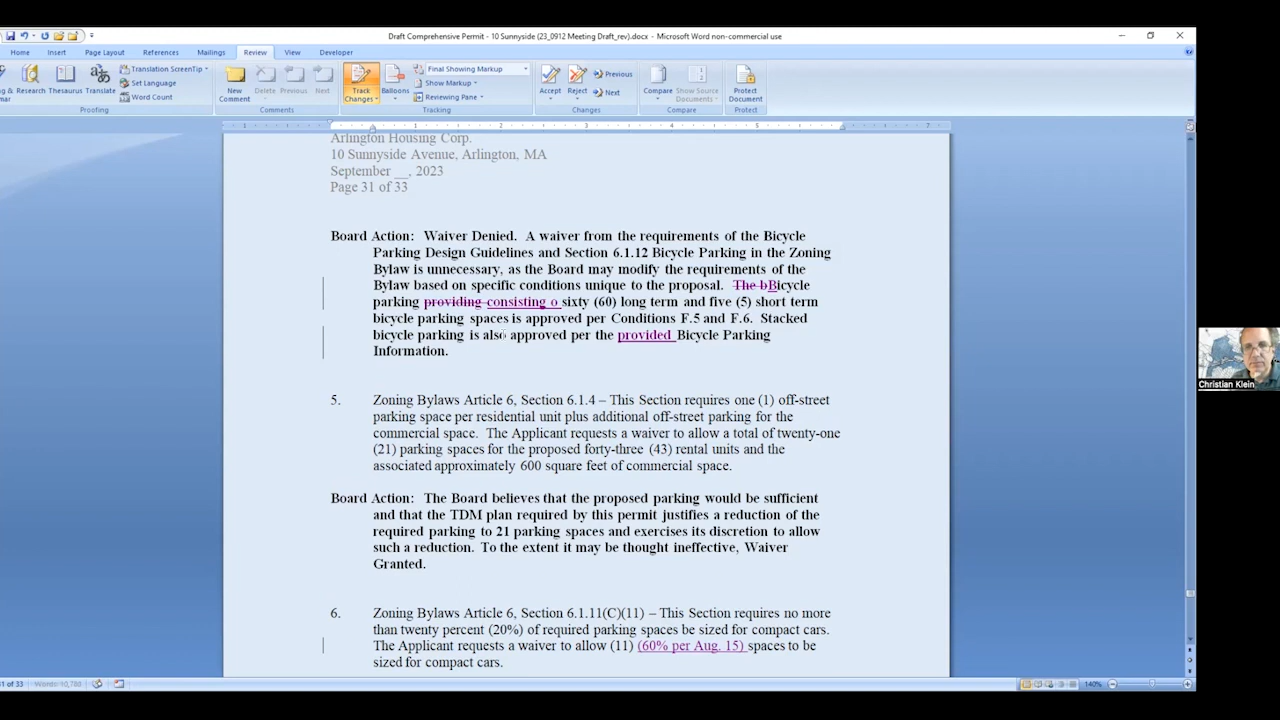 Draft Comprehensive Permit - 10 Sunnyside (23_0912 Meeting Draft_rev).docx - Microsoft Word non-commercial use
Home Insert Page Layout References Mailings Review View Developer
Research Thesaurus Translate
Translation ScreenTip
Set Language
Word Count
Proofing
New Comment
Delete Previous Next
Comments
Track Changes
Balloons
Final Showing Markup
Show Markup
Reviewing Pane
Tracking
Accept Reject
Previous
Next
Changes
Compare
Show Source Documents
Compare
Protect Document
Protect
Arlington Housing Corp.
10 Sunnyside Avenue, Arlington, MA
September __, 2023
Page 31 of 33
Board Action: Waiver Denied. A waiver from the requirements of the Bicycle
Parking Design Guidelines and Section 6.1.12 Bicycle Parking in the Zoning
Bylaw is unnecessary, as the Board may modify the requirements of the
Bylaw based on specific conditions unique to the proposal. The bBicycle
parking providing consisting o sixty (60) long term and five (5) short term
bicycle parking spaces is approved per Conditions F.5 and F.6. Stacked
bicycle parking is also approved per the provided Bicycle Parking
Information.
5. Zoning Bylaws Article 6, Section 6.1.4 – This Section requires one (1) off-street
parking space per residential unit plus additional off-street parking for the
commercial space. The Applicant requests a waiver to allow a total of twenty-one
(21) parking spaces for the proposed forty-three (43) rental units and the
associated approximately 600 square feet of commercial space.
Board Action: The Board believes that the proposed parking would be sufficient
and that the TDM plan required by this permit justifies a reduction of the
required parking to 21 parking spaces and exercises its discretion to allow
such a reduction. To the extent it may be thought ineffective, Waiver
Granted.
6. Zoning Bylaws Article 6, Section 6.1.11(C)(11) – This Section requires no more
than twenty percent (20%) of required parking spaces be sized for compact cars.
The Applicant requests a waiver to allow (11) (60% per Aug. 15) spaces to be
sized for compact cars.
Christian Klein
31 of 33 Words: 10,780
140%